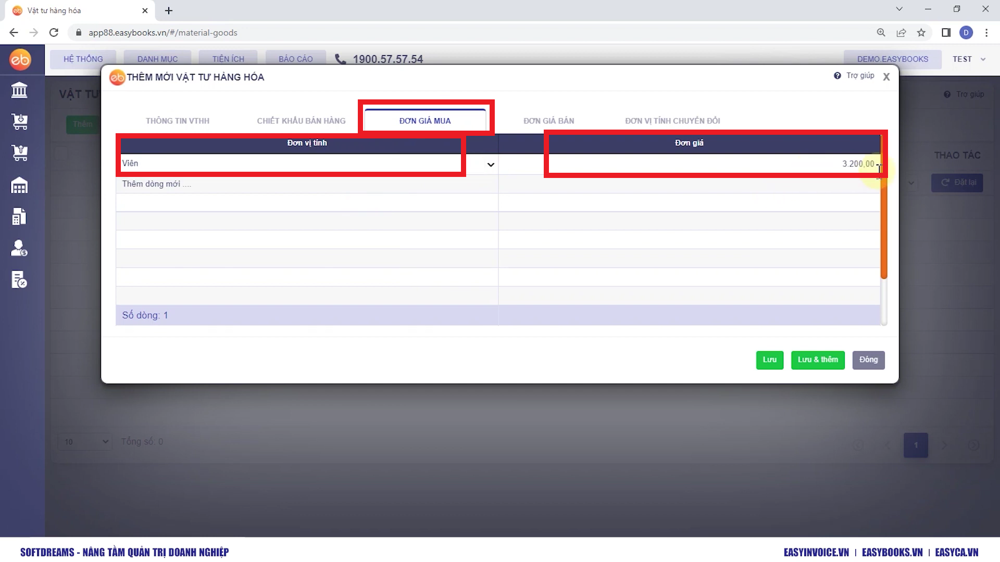 Vật tư hàng hóa
app88.easybooks.vn/#/material-goods
D
eb
HỆ THỐNG
DANH MỤC
TIỆN ÍCH
BÁO CÁO
1900.57.57.54
DEMO.EASYBOOKS
TEST
eb
THÊM MỚI VẬT TƯ HÀNG HÓA
Trợ giúp
X
VẬT TƯ
Trợ giúp
Thêm
THÔNG TIN VTHH
CHIẾT KHẤU BÁN HÀNG
ĐƠN GIÁ MUA
ĐƠN GIÁ BÁN
ĐƠN VỊ TÍNH CHUYỂN ĐỔI
Đơn vị tính
Đơn giá
THAO TÁC
Viên
3.200,00
Thêm dòng mới ....
Đặt lại
Số dòng: 1
Lưu
Lưu & thêm
Đóng
10
Tổng số: 0
1
SOFTDREAMS - NÂNG TẦM QUẢN TRỊ DOANH NGHIỆP
EASYINVOICE.VN | EASYBOOKS.VN | EASYCA.VN